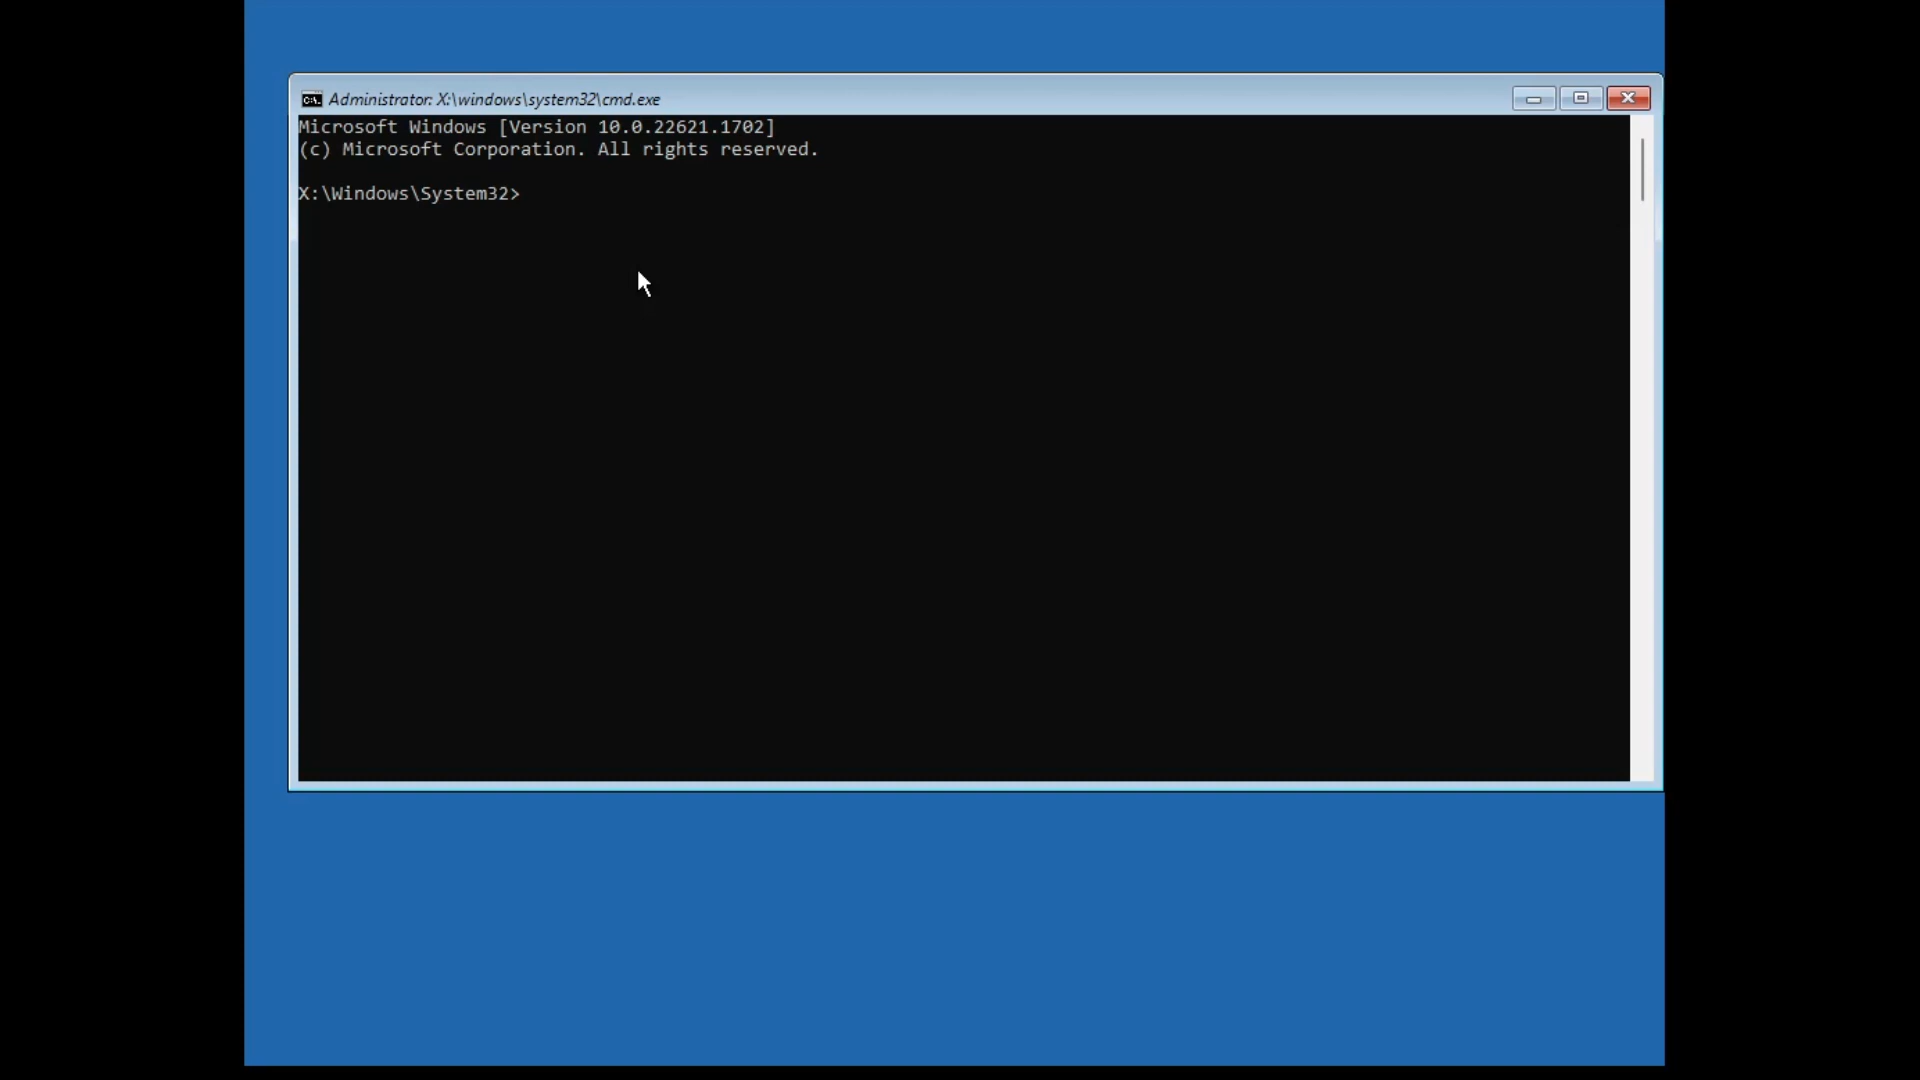 Administrator: X:\windows\system32\cmd.exe
Microsoft Windows [Version 10.0.22621.1702]
(c) Microsoft Corporation. All rights reserved.
X:\Windows\System32>